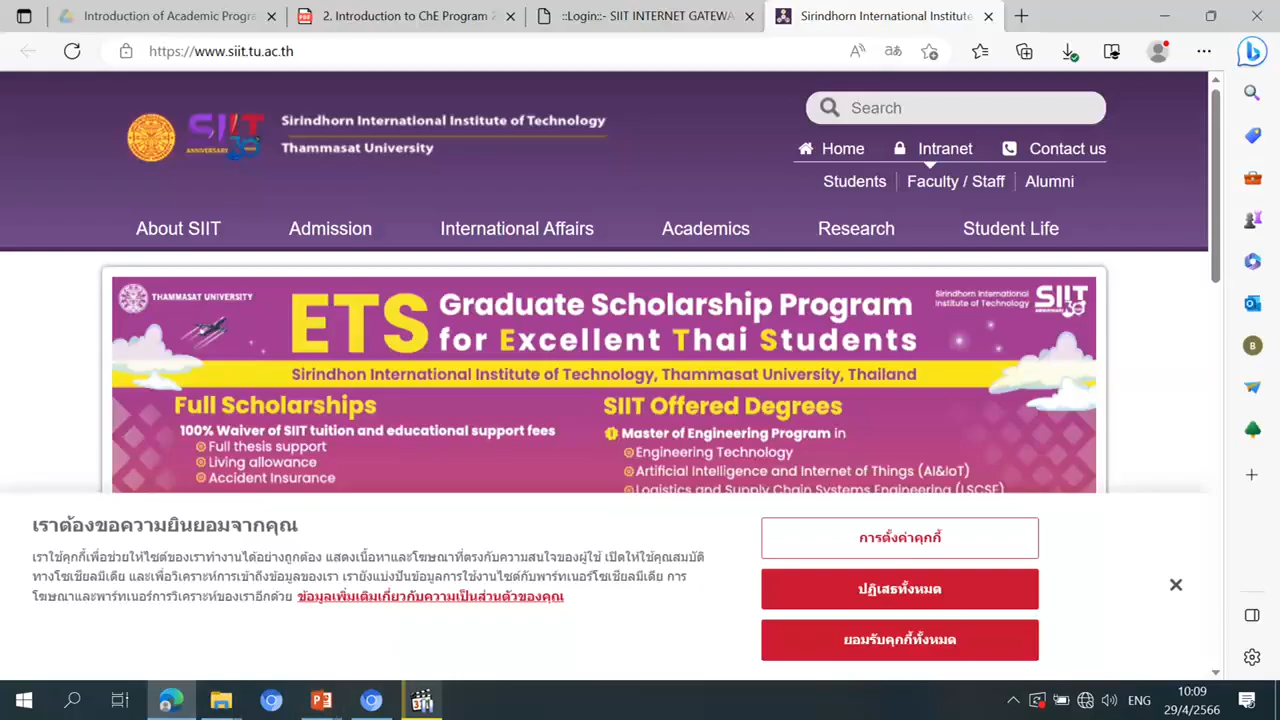 Introduction of Academic Progra
2. Introduction to ChE Program 2
::Login::- SIIT INTERNET GATEWA
Sirindhorn International Institute
https://www.siit.tu.ac.th
SIIT
ANNIVERSARY
Sirindhorn International Institute of Technology
Thammasat University
Search
Home
Intranet
Contact us
Students
Faculty / Staff
Alumni
About SIIT
Admission
International Affairs
Academics
Research
Student Life
THAMMASAT UNIVERSITY
ETS
Graduate Scholarship Program
for Excellent Thai Students
Sirindhorn International
Institute of Technology
SIIT
Sirindhon International Institute of Technology, Thammasat University, Thailand
Full Scholarships
100% Waiver of SIIT tuition and educational support fees
Full thesis support
Living allowance
Accident Insurance
SIIT Offered Degrees
1 Master of Engineering Program in
Engineering Technology
Artificial Intelligence and Internet of Things (AI&IoT)
Logistics and Supply Chain Systems Engineering (LSCSE)
เราต้องขอความยินยอมจากคุณ
เราใช้คุกกี้เพื่อช่วยให้ไซต์ของเราทำงานได้อย่างถูกต้อง แสดงเนื้อหาและโฆษณาที่ตรงกับความสนใจของผู้ใช้ เปิดให้ใช้คุณสมบัติ
ทางโซเชียลมีเดีย และเพื่อวิเคราะห์การเข้าถึงข้อมูลของเรา เรายังแบ่งปันข้อมูลการใช้งานไซต์กับพาร์ทเนอร์โซเชียลมีเดีย การ
โฆษณาและพาร์ทเนอร์การวิเคราะห์ของเราอีกด้วย ข้อมูลเพิ่มเติมเกี่ยวกับความเป็นส่วนตัวของคุณ
การตั้งค่าคุกกี้
ปฏิเสธทั้งหมด
ยอมรับคุกกี้ทั้งหมด
ENG
10:09
29/4/2566